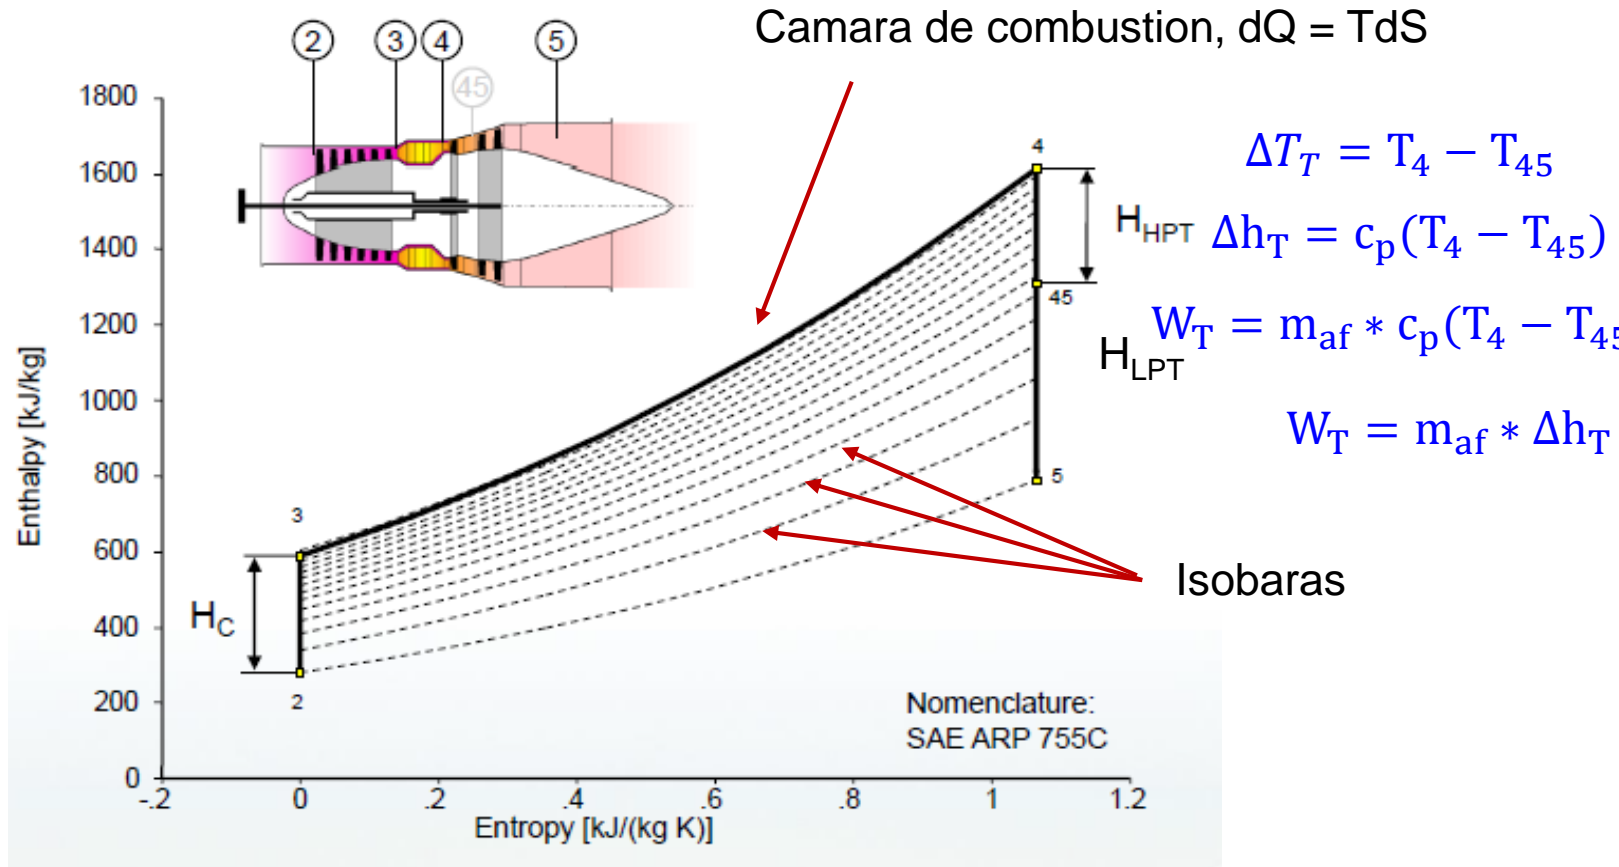 Camara de combustion, dQ = TdS
2 3 4 45 5
1800
1600
1400
1200
1000
800
600
400
200
0
Enthalpy [kJ/kg]
-.2 0 .2 .4 .6 .8 1 1.2
Entropy [kJ/(kg K)]
3
2
4
45
5
H_C
H_HPT
H_LPT
ΔT_T = T_4 − T_45
Δh_T = c_p(T_4 − T_45)
W_T = m_af * c_p(T_4 − T_45
W_T = m_af * Δh_T
Isobaras
Nomenclature:
SAE ARP 755C